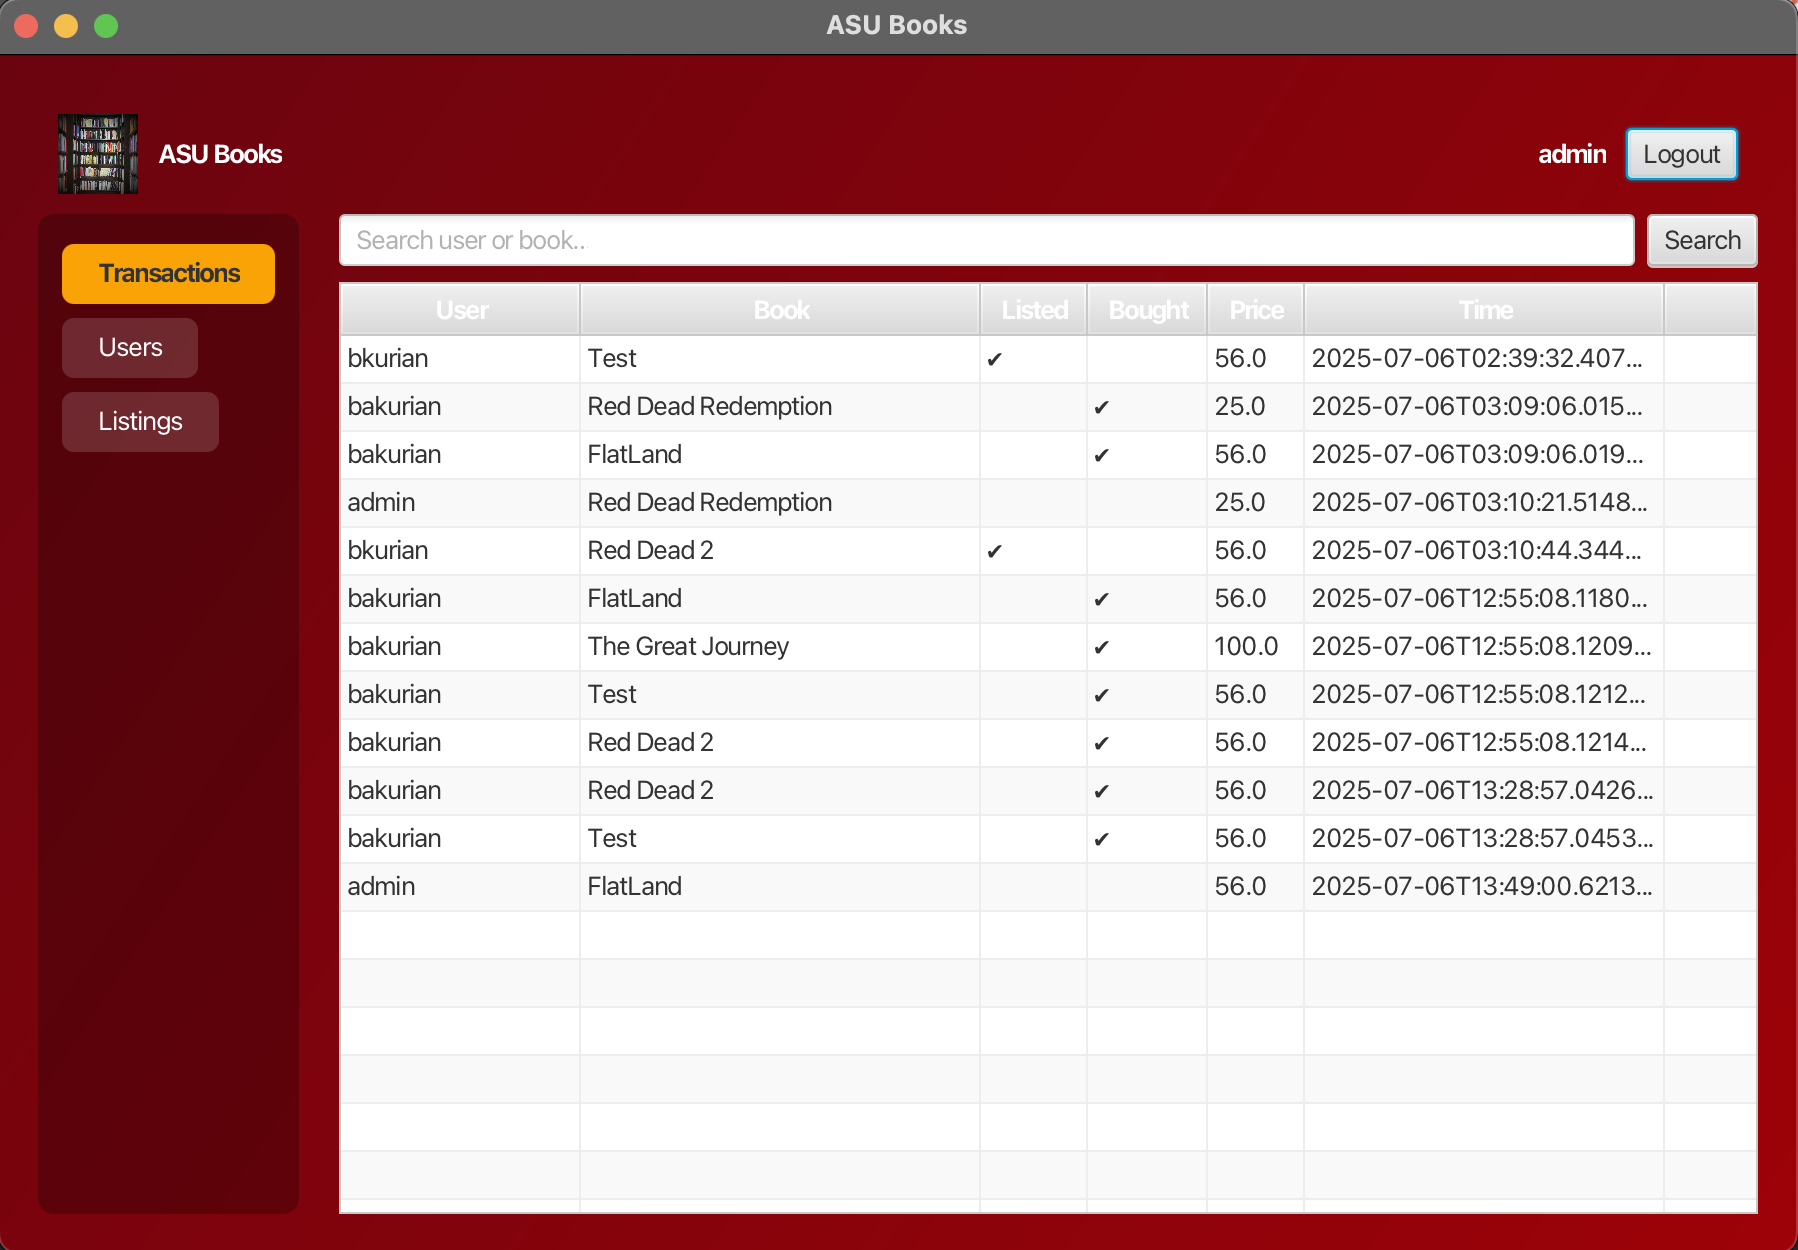 ASU Books
ASU Books
admin Logout
Search user or book..
Search
Transactions
Users
Listings
User Book Listed Bought Price Time
bkurian Test ✔ 56.0 2025-07-06T02:39:32.407...
bakurian Red Dead Redemption ✔ 25.0 2025-07-06T03:09:06.015...
bakurian FlatLand ✔ 56.0 2025-07-06T03:09:06.019...
admin Red Dead Redemption 25.0 2025-07-06T03:10:21.5148...
bkurian Red Dead 2 ✔ 56.0 2025-07-06T03:10:44.344...
bakurian FlatLand ✔ 56.0 2025-07-06T12:55:08.1180...
bakurian The Great Journey ✔ 100.0 2025-07-06T12:55:08.1209...
bakurian Test ✔ 56.0 2025-07-06T12:55:08.1212...
bakurian Red Dead 2 ✔ 56.0 2025-07-06T12:55:08.1214...
bakurian Red Dead 2 ✔ 56.0 2025-07-06T13:28:57.0426...
bakurian Test ✔ 56.0 2025-07-06T13:28:57.0453...
admin FlatLand 56.0 2025-07-06T13:49:00.6213...